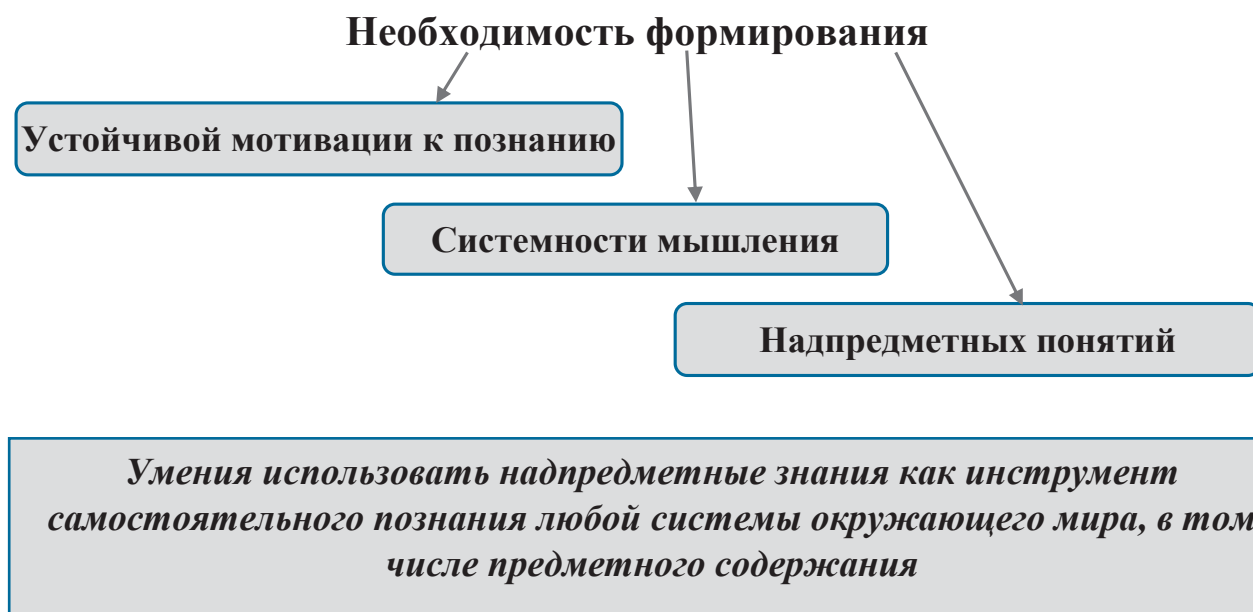 Необходимость формирования
Устойчивой мотивации к познанию
Системности мышления
Надпредметных понятий
Умения использовать надпредметные знания как инструмент
самостоятельного познания любой системы окружающего мира, в том
числе предметного содержания